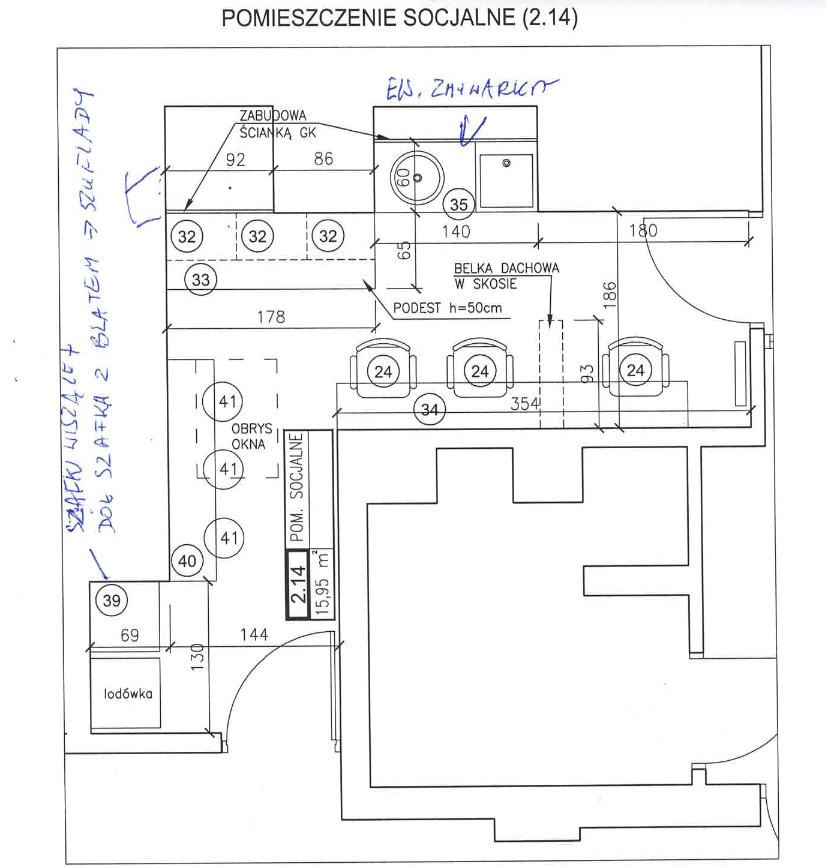 POMIESZCZENIE SOCJALNE (2.14)
EW. ZMYWARKA
ZABUDOWA
ŚCIANKĄ GK
92
86
60
35
32
32
32
33
140
180
65
BELKA DACHOWA
W SKOSIE
PODEST h=50cm
186
178
24
24
24
93
34
354
41
OBRYS
OKNA
41
41
40
POM. SOCJALNE
2.14
15,95 m²
39
69
144
130
lodówka
SZAFKI WISZĄCE +
DÓŁ SZAFKA Z BLATEM → SZUFLADY